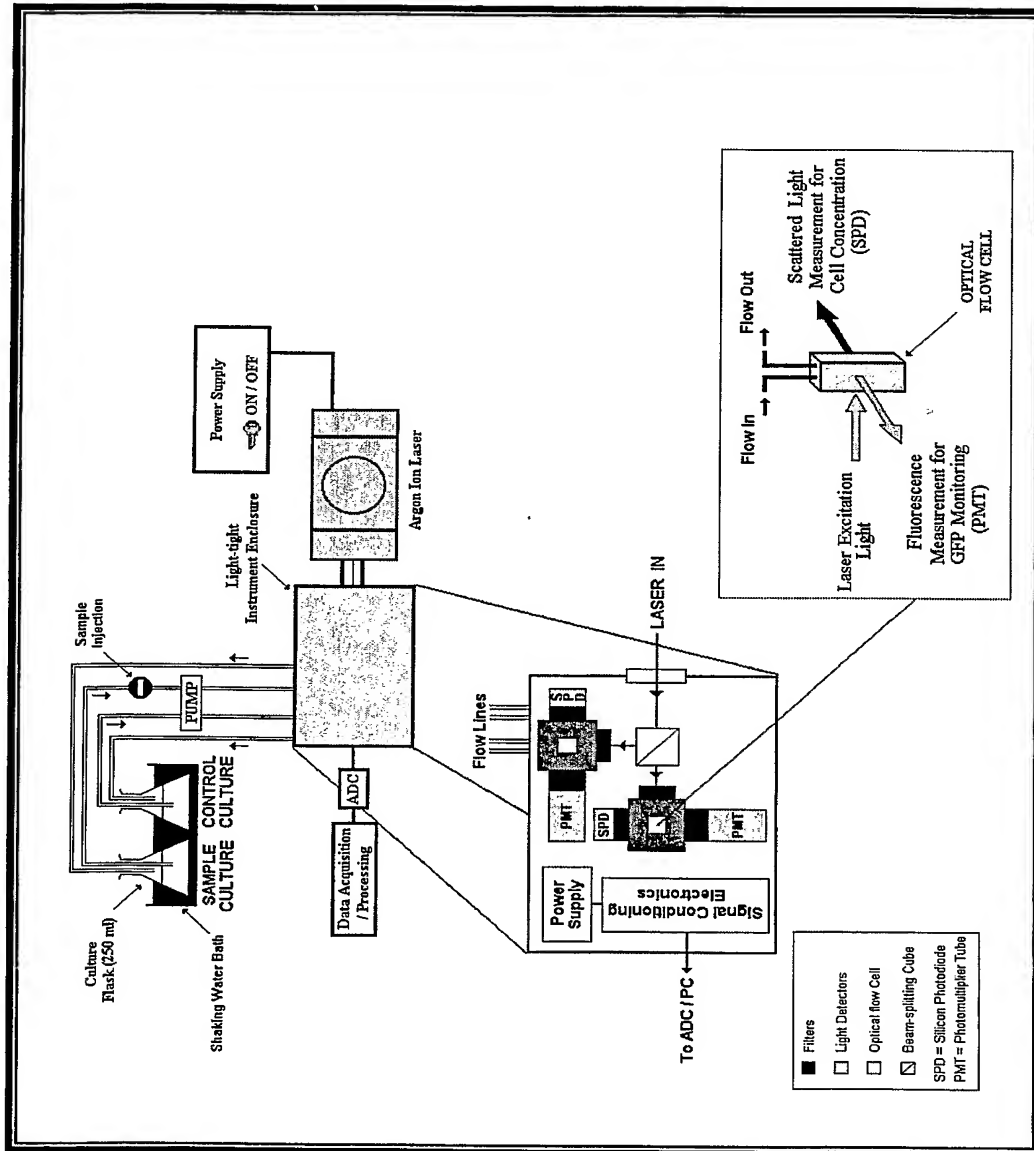 Culture
Flask (250 ml)
Shaking Water Bath
SAMPLE CONTROL
CULTURE CULTURE
Sample
Injection
PUMP
Light-tight
Instrument Enclosure
Power Supply
ON / OFF
Argon Ion Laser
ADC
Data Acquisition
/ Processing
Flow Lines
SPD
PMT
LASER IN
SPD
PMT
Power
Supply
Signal Conditioning
Electronics
To ADC / PC
Flow In
Flow Out
Scattered Light
Measurement for
Cell Concentration
(SPD)
Laser Excitation
Light
Fluorescence
Measurement for
GFP Monitoring
(PMT)
OPTICAL
FLOW CELL
Filters
Light Detectors
Optical flow Cell
Beam-splitting Cube
SPD = Silicon Photodiode
PMT = Photomultiplier Tube